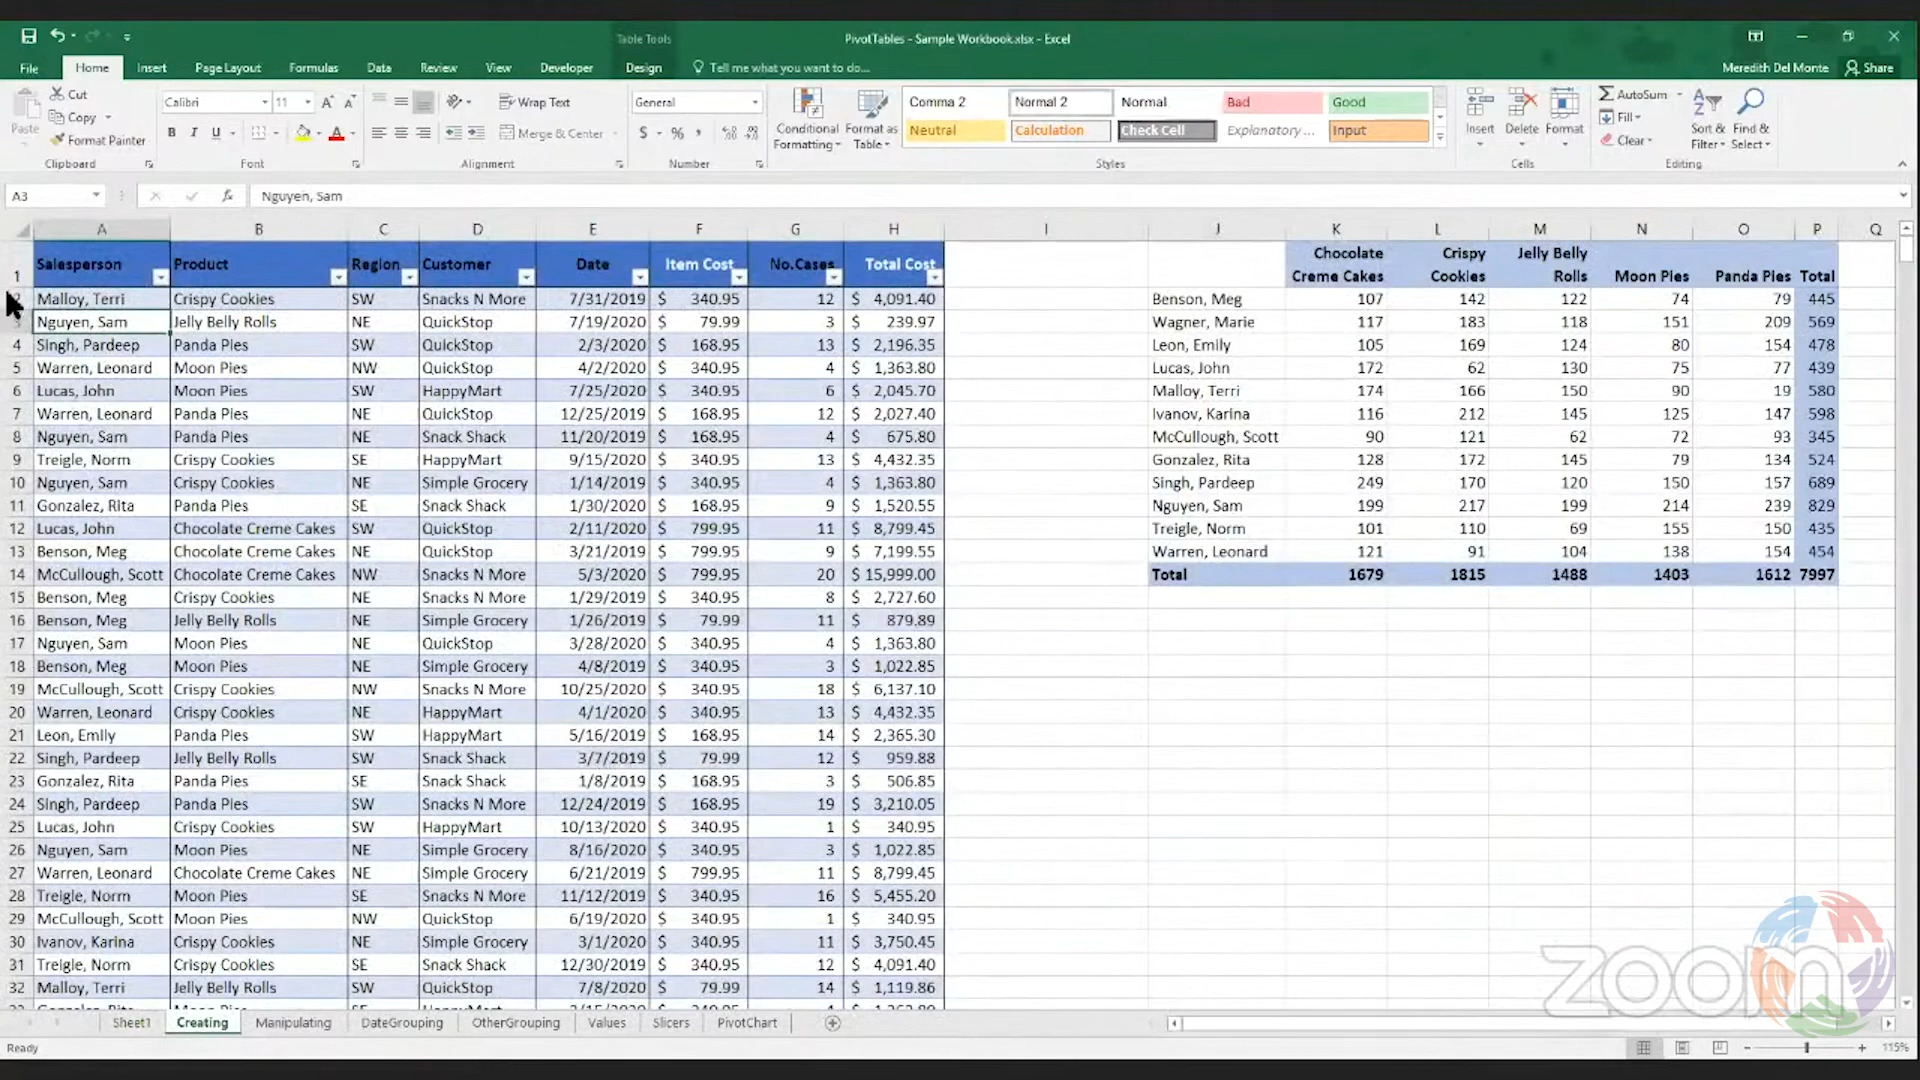 PivotTables - Sample Workbook.xlsx - Excel
Table Tools
File Home Insert Page Layout Formulas Data Review View Developer Design Tell me what you want to do... Meredith Del Monte Share
Cut Calibri 11 Wrap Text General Comma 2 Normal 2 Normal Bad Good AutoSum
Copy
Paste Format Painter B I U Merge & Center $ % , Conditional Formatting Format as Table Neutral Calculation Check Cell Explanatory ... Input Insert Delete Format Fill Clear Sort & Filter Find & Select
Clipboard Font Alignment Number Styles Cells Editing
A3 fx Nguyen, Sam
A B C D E F G H I J K L M N O P Q
1 Salesperson Product Region Customer Date Item Cost No.Cases Total Cost Chocolate Creme Cakes Crispy Cookies Jelly Belly Rolls Moon Pies Panda Pies Total
2 Malloy, Terri Crispy Cookies SW Snacks N More 7/31/2019 $ 340.95 12 $ 4,091.40 Benson, Meg 107 142 122 74 79 445
3 Nguyen, Sam Jelly Belly Rolls NE QuickStop 7/19/2020 $ 79.99 3 $ 239.97 Wagner, Marie 117 183 118 151 209 569
4 Singh, Pardeep Panda Pies SW QuickStop 2/3/2020 $ 168.95 13 $ 2,196.35 Leon, Emily 105 169 124 80 154 478
5 Warren, Leonard Moon Pies NW QuickStop 4/2/2020 $ 340.95 4 $ 1,363.80 Lucas, John 172 62 130 75 77 439
6 Lucas, John Moon Pies SW HappyMart 7/25/2020 $ 340.95 6 $ 2,045.70 Malloy, Terri 174 166 150 90 19 580
7 Warren, Leonard Panda Pies NE QuickStop 12/25/2019 $ 168.95 12 $ 2,027.40 Ivanov, Karina 116 212 145 125 147 598
8 Nguyen, Sam Panda Pies NE Snack Shack 11/20/2019 $ 168.95 4 $ 675.80 McCullough, Scott 90 121 62 72 93 345
9 Treigle, Norm Crispy Cookies SE HappyMart 9/15/2020 $ 340.95 13 $ 4,432.35 Gonzalez, Rita 128 172 145 79 134 524
10 Nguyen, Sam Crispy Cookies NE Simple Grocery 1/14/2019 $ 340.95 4 $ 1,363.80 Singh, Pardeep 249 170 120 150 157 689
11 Gonzalez, Rita Panda Pies SE Snack Shack 1/30/2020 $ 168.95 9 $ 1,520.55 Nguyen, Sam 199 217 199 214 239 829
12 Lucas, John Chocolate Creme Cakes SW QuickStop 2/11/2020 $ 799.95 11 $ 8,799.45 Treigle, Norm 101 110 69 155 150 435
13 Benson, Meg Chocolate Creme Cakes NE QuickStop 3/21/2019 $ 799.95 9 $ 7,199.55 Warren, Leonard 121 91 104 138 154 454
14 McCullough, Scott Chocolate Creme Cakes NW Snacks N More 5/3/2020 $ 799.95 20 $ 15,999.00 Total 1679 1815 1488 1403 1612 7997
15 Benson, Meg Crispy Cookies NE Snacks N More 1/29/2019 $ 340.95 8 $ 2,727.60
16 Benson, Meg Jelly Belly Rolls NE Simple Grocery 1/26/2019 $ 79.99 11 $ 879.89
17 Nguyen, Sam Moon Pies NE QuickStop 3/28/2020 $ 340.95 4 $ 1,363.80
18 Benson, Meg Moon Pies NE Simple Grocery 4/8/2019 $ 340.95 3 $ 1,022.85
19 McCullough, Scott Crispy Cookies NW Snacks N More 10/25/2020 $ 340.95 18 $ 6,137.10
20 Warren, Leonard Crispy Cookies NE HappyMart 4/1/2020 $ 340.95 13 $ 4,432.35
21 Leon, Emily Panda Pies SW HappyMart 5/16/2020 $ 168.95 14 $ 2,365.30
22 Singh, Pardeep Jelly Belly Rolls SW Snack Shack 3/7/2019 $ 79.99 12 $ 959.88
23 Gonzalez, Rita Panda Pies SE Snack Shack 1/8/2019 $ 168.95 3 $ 506.85
24 Singh, Pardeep Panda Pies SW Snacks N More 12/24/2019 $ 168.95 19 $ 3,210.05
25 Lucas, John Crispy Cookies SW HappyMart 10/13/2020 $ 340.95 1 $ 340.95
26 Nguyen, Sam Moon Pies NE Simple Grocery 8/16/2020 $ 340.95 3 $ 1,022.85
27 Warren, Leonard Chocolate Creme Cakes NE Simple Grocery 6/21/2019 $ 799.95 11 $ 8,799.45
28 Treigle, Norm Moon Pies SE Snacks N More 11/12/2019 $ 340.95 16 $ 5,455.20
29 McCullough, Scott Moon Pies NW QuickStop 6/19/2020 $ 340.95 1 $ 340.95
30 Ivanov, Karina Crispy Cookies NE Simple Grocery 3/1/2020 $ 340.95 11 $ 3,750.45
31 Treigle, Norm Crispy Cookies SE Snack Shack 12/30/2019 $ 340.95 12 $ 4,091.40
32 Malloy, Terri Jelly Belly Rolls SW QuickStop 7/8/2020 $ 79.99 14 $ 1,119.86
zoom
Sheet1 Creating Manipulating DateGrouping OtherGrouping Values Slicers PivotChart
Ready 115%